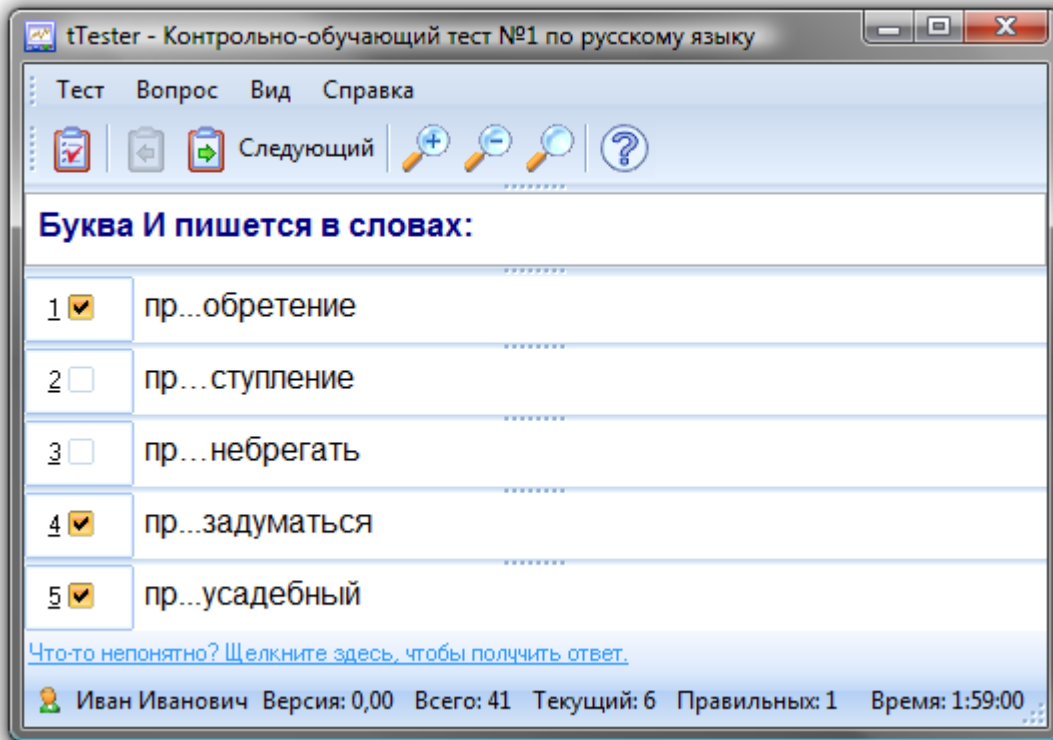 tTester - Контрольно-обучающий тест №1 по русскому языку
Тест Вопрос Вид Справка
Следующий
Буква И пишется в словах:
1 пр...обретение
2 пр...ступление
3 пр...небрегать
4 пр...задуматься
5 пр...усадебный
Что-то непонятно? Щелкните здесь, чтобы полччить ответ.
Иван Иванович Версия: 0,00 Всего: 41 Текущий: 6 Правильных: 1 Время: 1:59:00